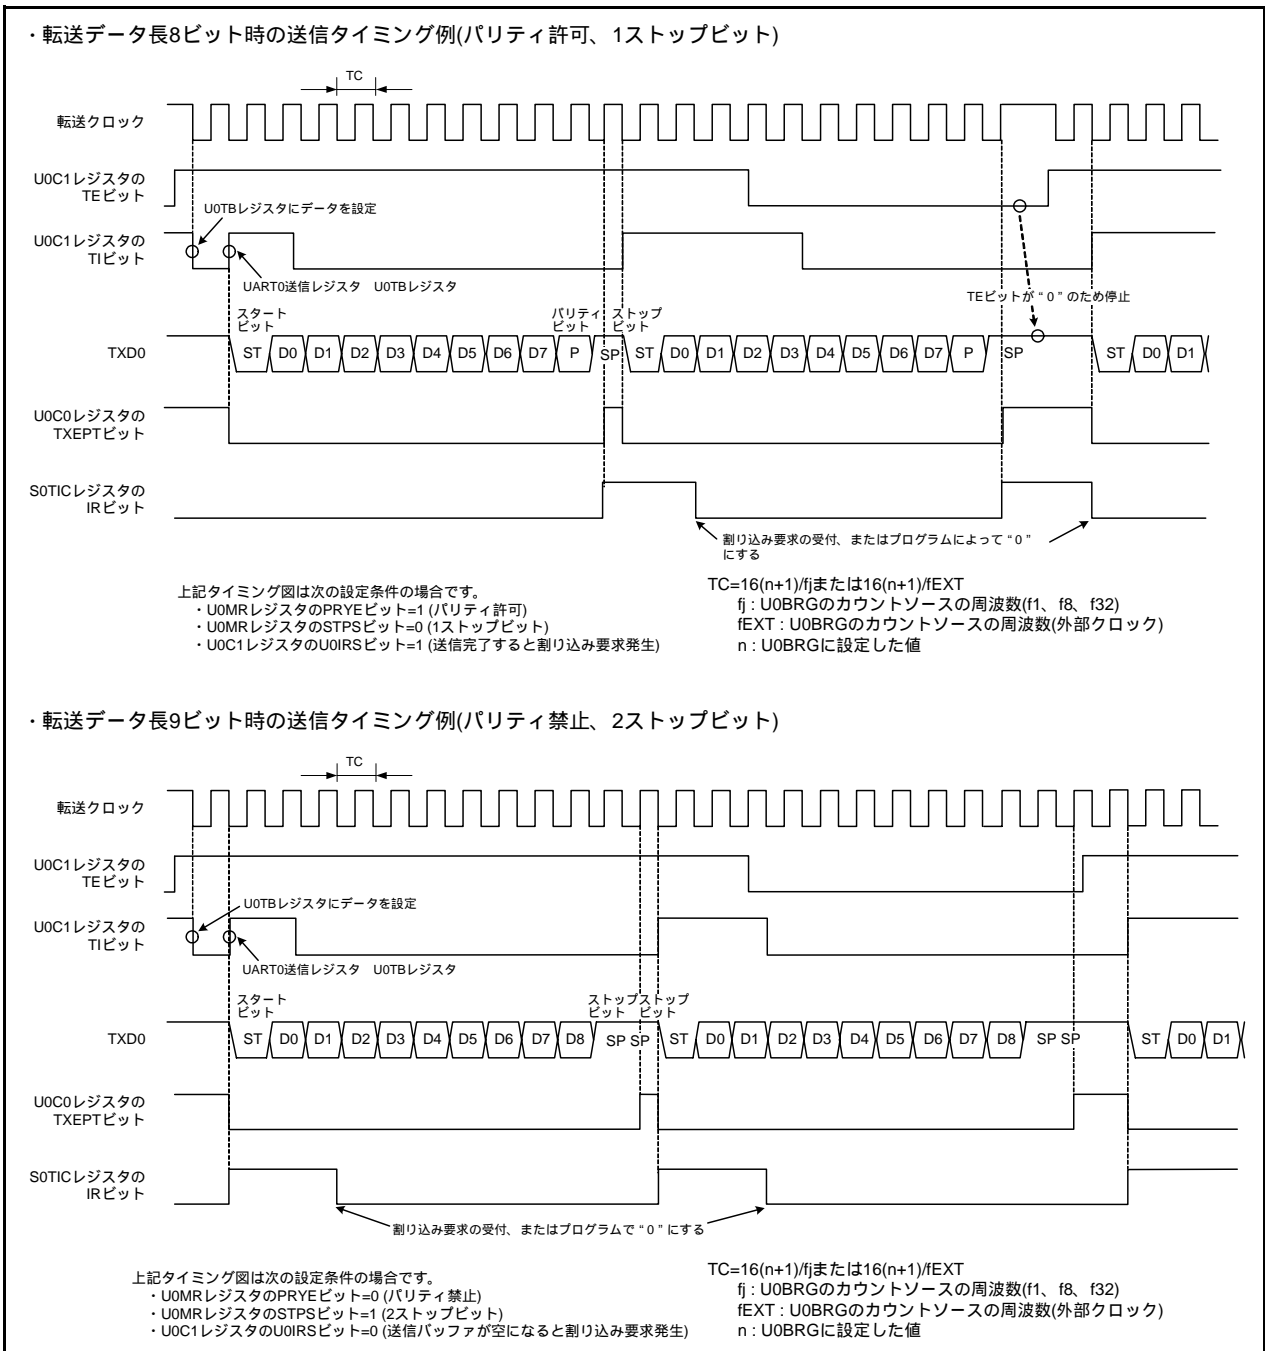 ・転送データ長8ビット時の送信タイミング例(パリティ許可、1ストップビット)
TC
転送クロック
U0C1レジスタの
TEビット
U0TBレジスタにデータを設定
U0C1レジスタの
TIビット
UART0送信レジスタ　U0TBレジスタ
TEビットが“0”のため停止
スタート
ビット
パリティ
ビット
ストップ
ビット
TXD0
ST D0 D1 D2 D3 D4 D5 D6 D7 P SP ST D0 D1 D2 D3 D4 D5 D6 D7 P SP ST D0 D1
U0C0レジスタの
TXEPTビット
S0TICレジスタの
IRビット
割り込み要求の受付、またはプログラムによって“0”
にする
上記タイミング図は次の設定条件の場合です。
・U0MRレジスタのPRYEビット=1 (パリティ許可)
・U0MRレジスタのSTPSビット=0 (1ストップビット)
・U0C1レジスタのU0IRSビット=1 (送信完了すると割り込み要求発生)
TC=16(n+1)/fjまたは16(n+1)/fEXT
fj : U0BRGのカウントソースの周波数(f1、f8、f32)
fEXT : U0BRGのカウントソースの周波数(外部クロック)
n : U0BRGに設定した値
・転送データ長9ビット時の送信タイミング例(パリティ禁止、2ストップビット)
TC
転送クロック
U0C1レジスタの
TEビット
U0TBレジスタにデータを設定
U0C1レジスタの
TIビット
UART0送信レジスタ　U0TBレジスタ
スタート
ビット
ストップ
ビット
ストップ
ビット
TXD0
ST D0 D1 D2 D3 D4 D5 D6 D7 D8 SP SP ST D0 D1 D2 D3 D4 D5 D6 D7 D8 SP SP ST D0 D1
U0C0レジスタの
TXEPTビット
S0TICレジスタの
IRビット
割り込み要求の受付、またはプログラムで“0”にする
上記タイミング図は次の設定条件の場合です。
・U0MRレジスタのPRYEビット=0 (パリティ禁止)
・U0MRレジスタのSTPSビット=1 (2ストップビット)
・U0C1レジスタのU0IRSビット=0 (送信バッファが空になると割り込み要求発生)
TC=16(n+1)/fjまたは16(n+1)/fEXT
fj : U0BRGのカウントソースの周波数(f1、f8、f32)
fEXT : U0BRGのカウントソースの周波数(外部クロック)
n : U0BRGに設定した値